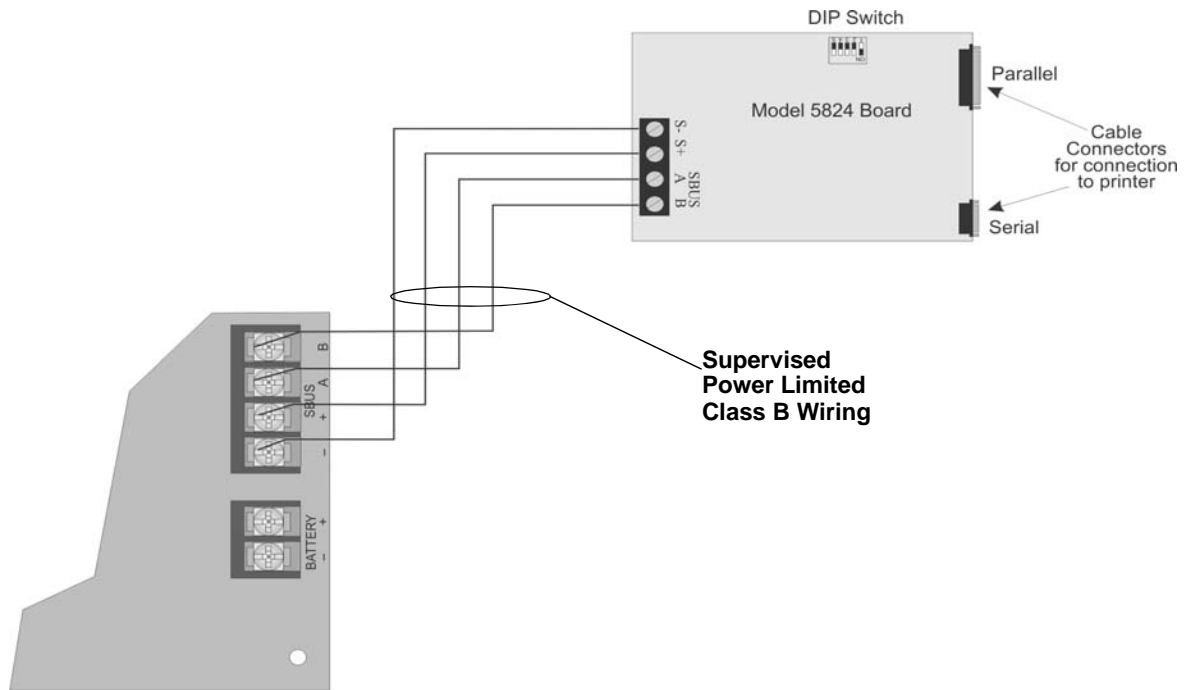 DIP Switch
ON
Parallel
Model 5824 Board
Cable
Connectors
for connection
to printer
Serial
S-
S+
A
B
SBUS
Supervised
Power Limited
Class B Wiring
B
A
+
–
SBUS
+
–
BATTERY